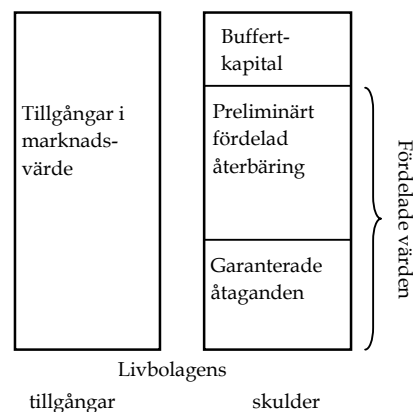 Tillgångar i
marknads-
värde
Buffert-
kapital
Preliminärt
fördelad
återbäring
Garanterade
åtaganden
Fördelade värden
Livbolagens
tillgångar
skulder